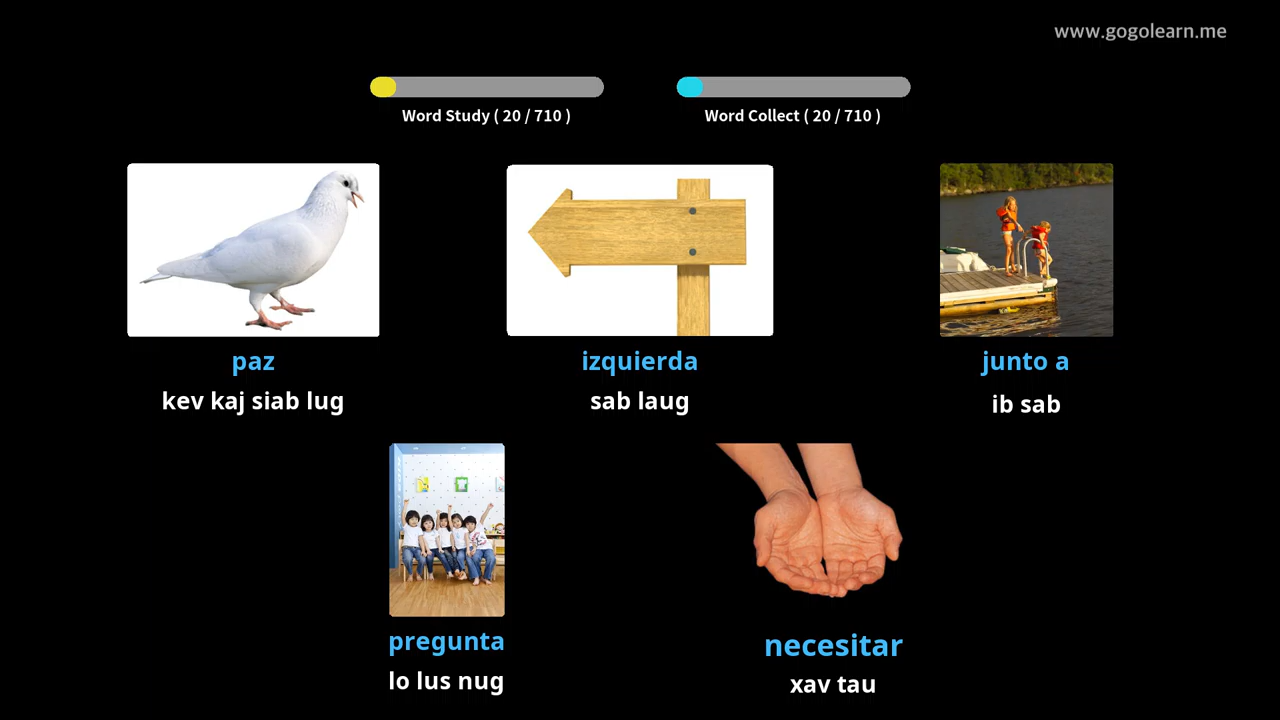 www.gogolearn.me
Word Study ( 20 / 710 )
Word Collect ( 20 / 710 )
paz
kev kaj siab lug
izquierda
sab laug
junto a
ib sab
pregunta
lo lus nug
necesitar
xav tau